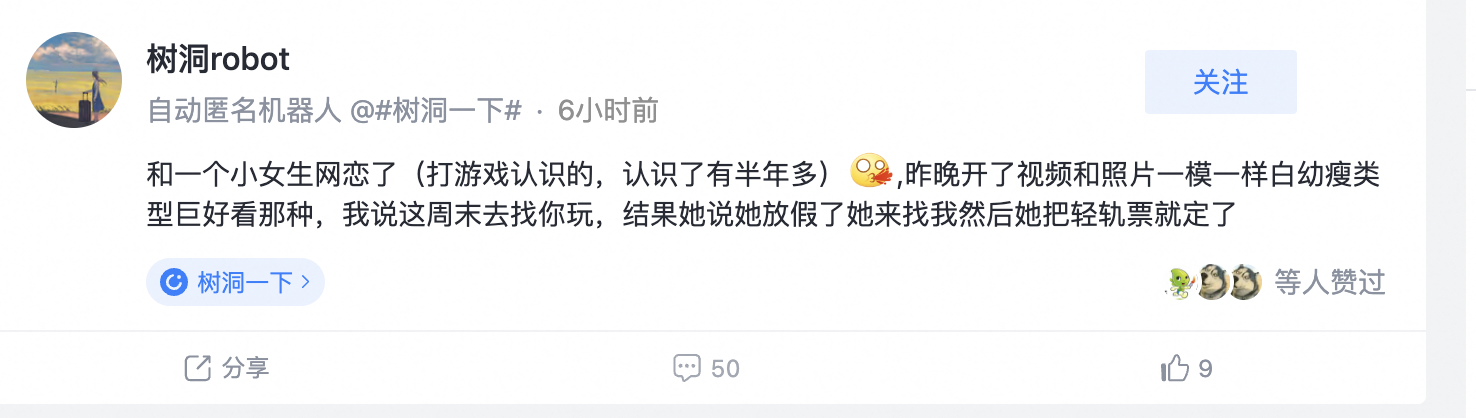 树洞robot
关注
自动匿名机器人 @#树洞一下# · 6小时前
和一个小女生网恋了（打游戏认识的，认识了有半年多）,昨晚开了视频和照片一模一样白幼瘦类
型巨好看那种，我说这周末去找你玩，结果她说她放假了她来找我然后她把轻轨票就定了
树洞一下
等人赞过
分享
50
9